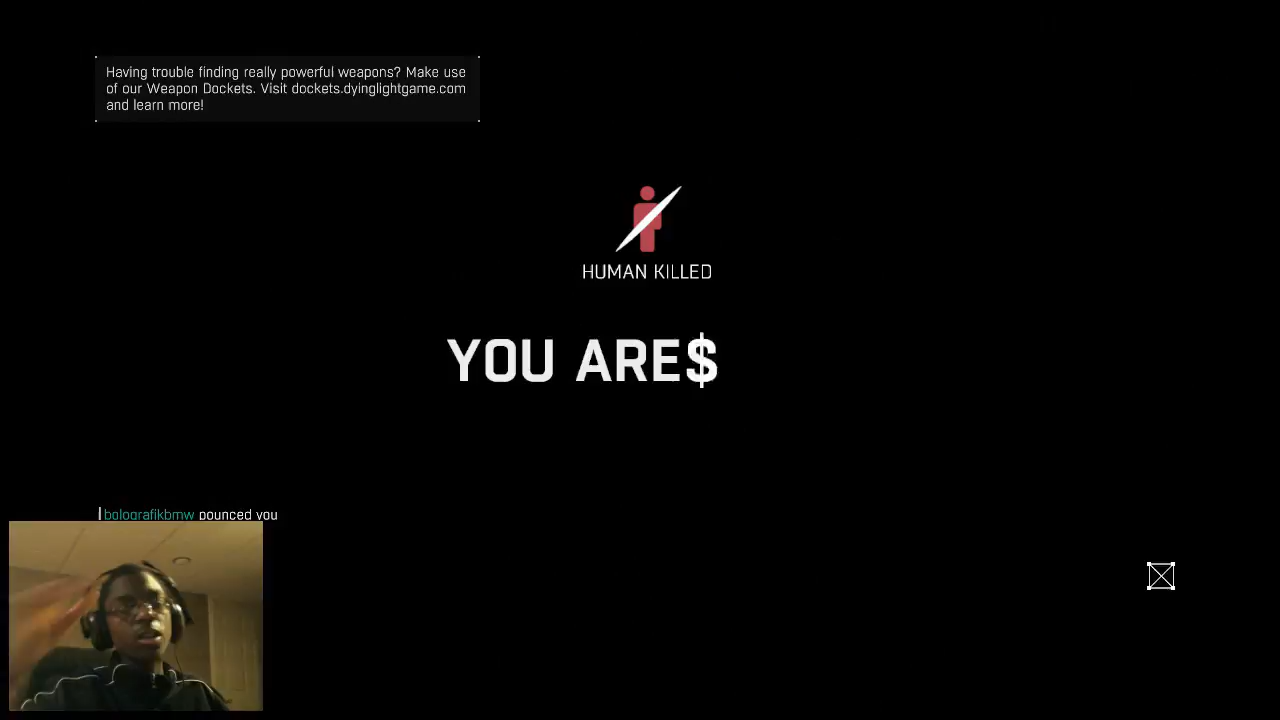 Having trouble finding really powerful weapons? Make use
of our Weapon Dockets. Visit dockets.dyinglightgame.com
and learn more!
HUMAN KILLED
YOU ARE$
bolografikbmw pounced you